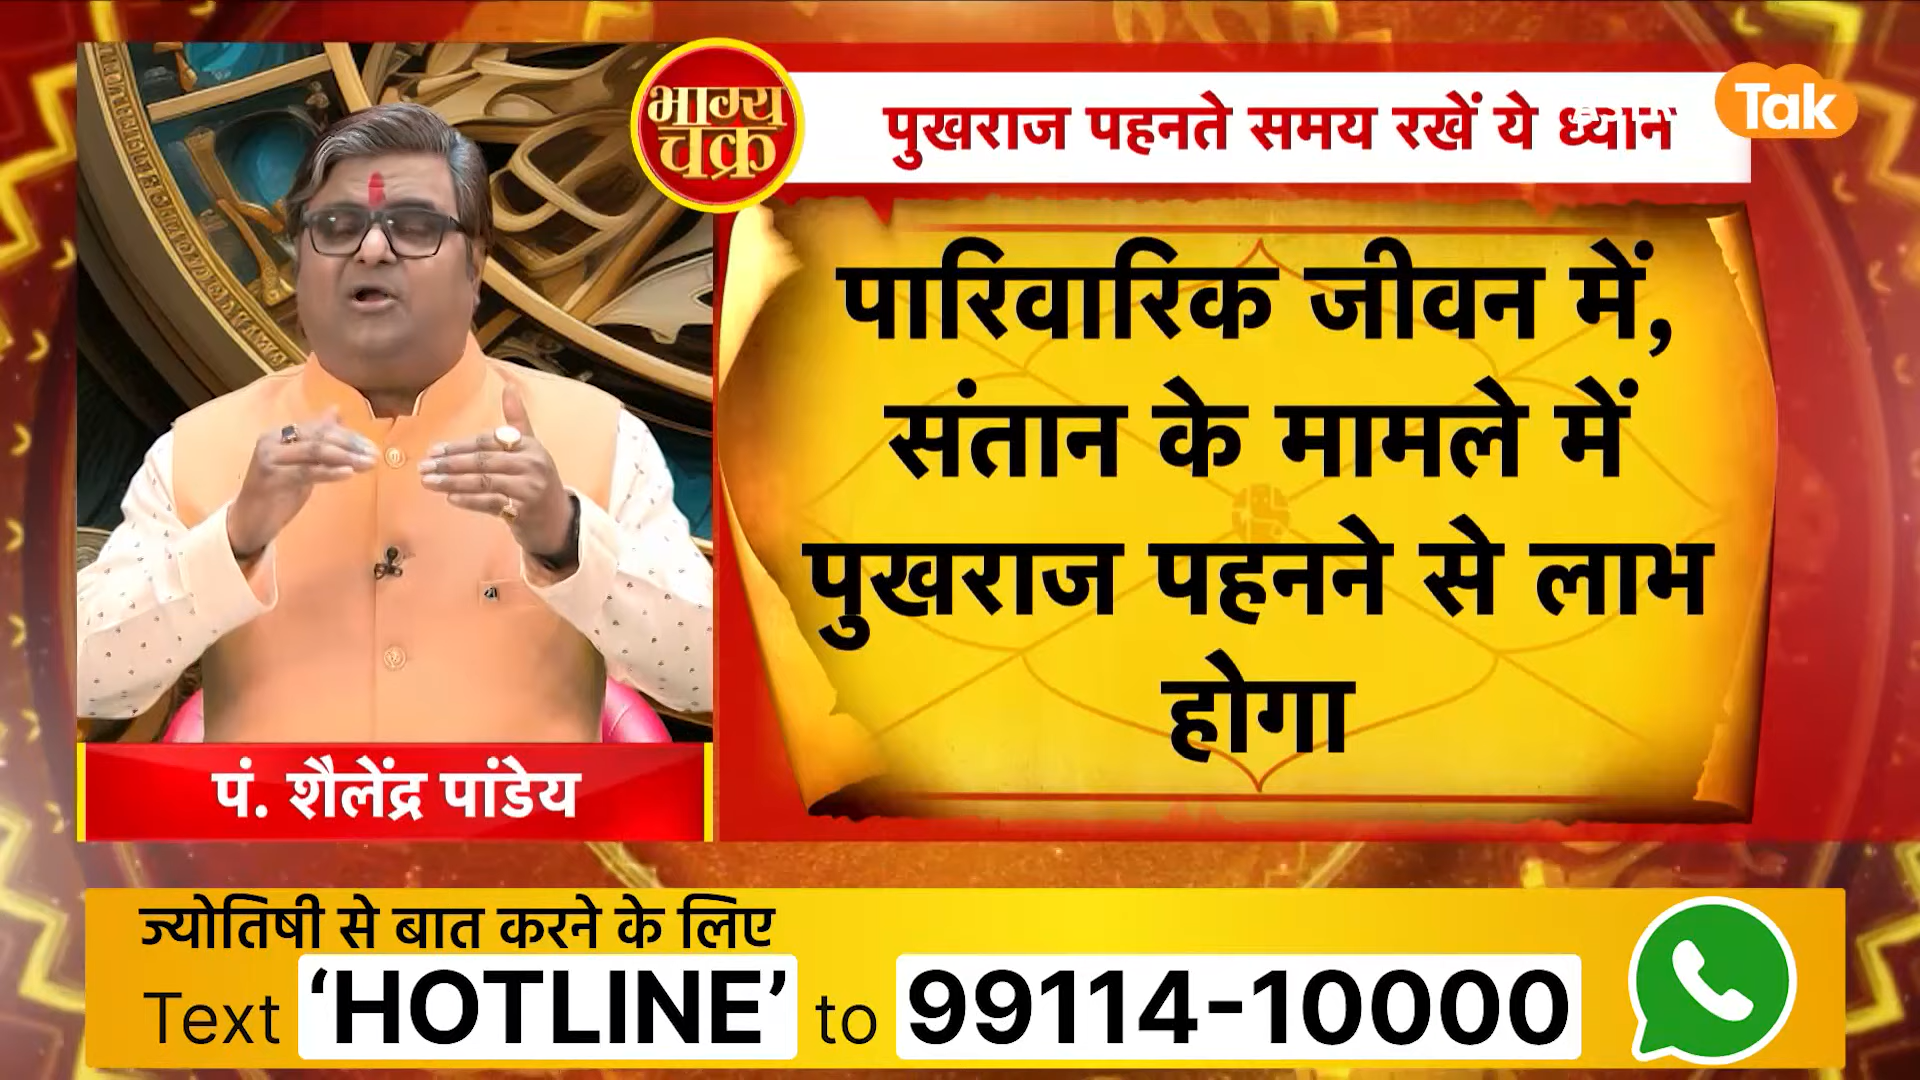 भाग्य
चक्र
पुखराज पहनते समय रखें ये ध्यान
Tak
पारिवारिक जीवन में,
संतान के मामले में
पुखराज पहनने से लाभ
होगा
पं. शैलेंद्र पांडेय
ज्योतिषी से बात करने के लिए
Text ‘HOTLINE’ to 99114-10000